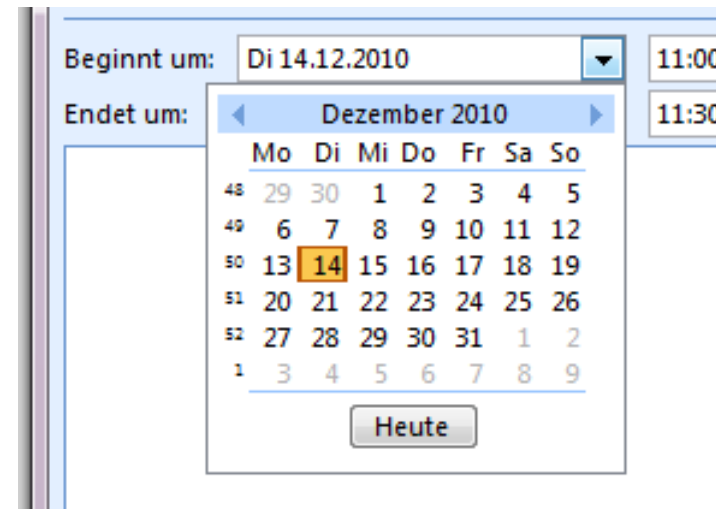 Beginnt um: Di 14.12.2010 11:00
Endet um: 11:30
Dezember 2010
Mo Di Mi Do Fr Sa So
48 29 30 1 2 3 4 5
49 6 7 8 9 10 11 12
50 13 14 15 16 17 18 19
51 20 21 22 23 24 25 26
52 27 28 29 30 31 1 2
1 3 4 5 6 7 8 9
Heute